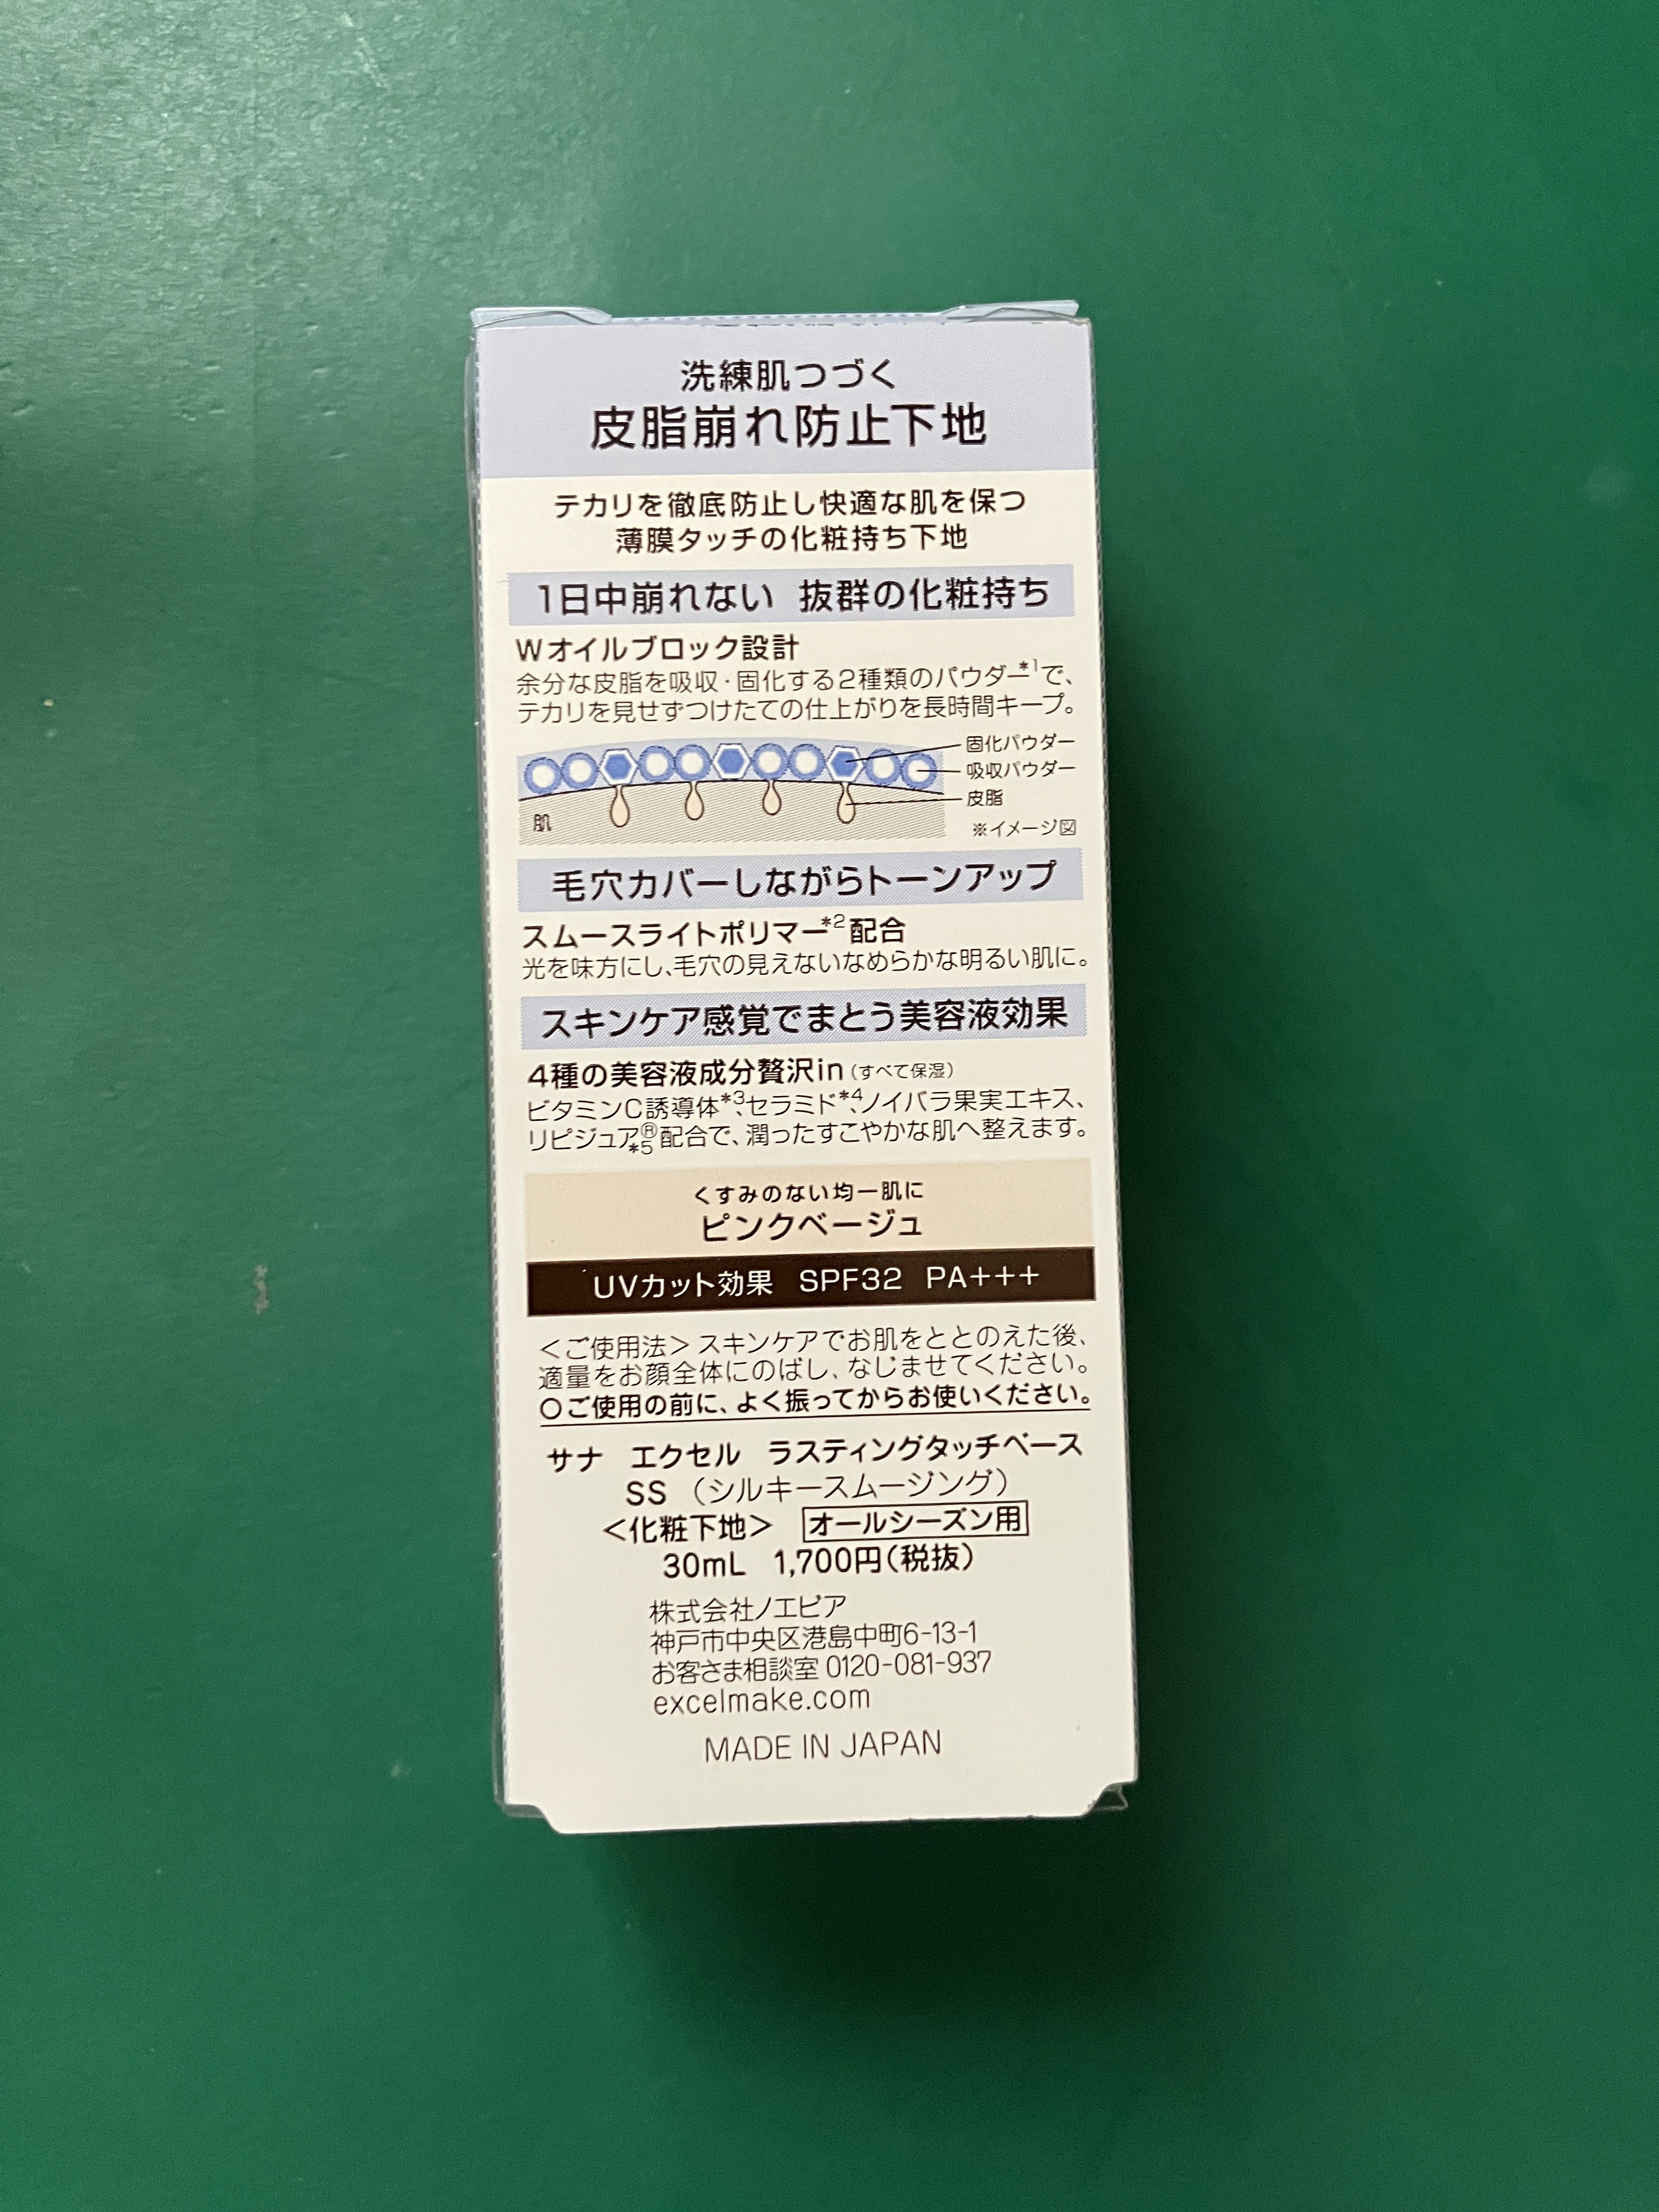 洗練肌つづく
皮脂崩れ防止下地
テカリを徹底防止し快適な肌を保つ
薄膜タッチの化粧持ち下地
1日中崩れない 抜群の化粧持ち
Wオイルブロック設計
余分な皮脂を吸収・固化する2種類のパウダー*1で、
テカリを見せずつけたての仕上がりを長時間キープ。
固化パウダー
吸収パウダー
皮脂
肌
※イメージ図
毛穴カバーしながらトーンアップ
スムースライトポリマー*2配合
光を味方にし、毛穴の見えないなめらかな明るい肌に。
スキンケア感覚でまとう美容液効果
4種の美容液成分贅沢in(すべて保湿)
ビタミンC誘導体*3、セラミド*4、ノイバラ果実エキス、
リピジュア®*5配合で、潤ったすこやかな肌へ整えます。
くすみのない均一肌に
ピンクベージュ
UVカット効果 SPF32 PA+++
<ご使用法>スキンケアでお肌をととのえた後、
適量をお顔全体にのばし、なじませてください。
○ご使用の前に、よく振ってからお使いください。
サナ エクセル ラスティングタッチベース
SS (シルキースムージング)
<化粧下地> オールシーズン用
30mL 1,700円(税抜)
株式会社ノエビア
神戸市中央区港島中町6-13-1
お客さま相談室 0120-081-937
excelmake.com
MADE IN JAPAN